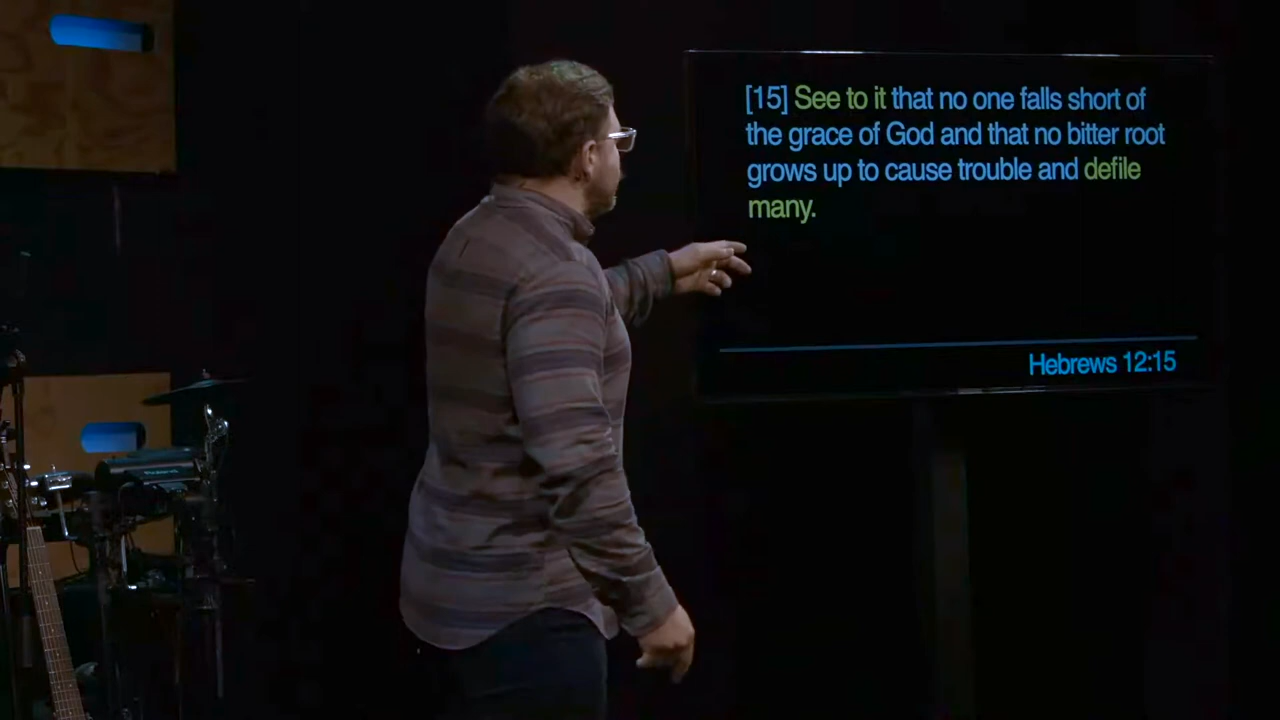 [15] See to it that no one falls short of
the grace of God and that no bitter root
grows up to cause trouble and defile
many.
Hebrews 12:15
Roland